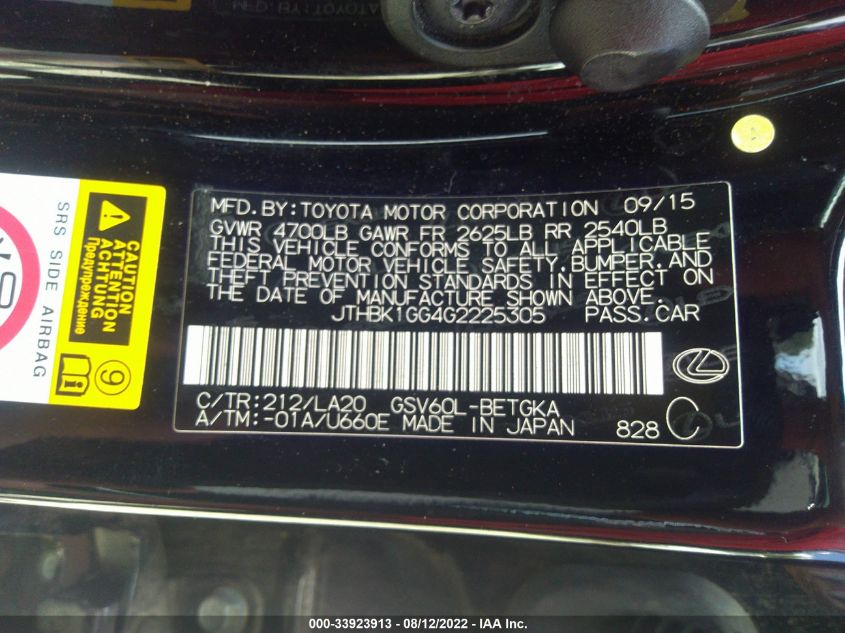 MFD.BY:TOYOTA
MFD.BY:TOYOTA MOTOR CORPORATION 09/15
GVWR 4700LB GAWR FR 2625LB RR 2540LB
THIS VEHICLE CONFORMS TO ALL APPLICABLE
FEDERAL MOTOR VEHICLE SAFETY,BUMPER,AND
THEFT PREVENTION STANDARDS IN EFFECT ON
THE DATE OF MANUFACTURE SHOWN ABOVE.
JTHBK1GG4G2225305 PASS.CAR
C/TR:212/LA20 GSV60L-BETGKA
A/TM:-01A/U660E MADE IN JAPAN 828 C
SRS SIDE AIRBAG
CAUTION
ATTENTION
ACHTUNG
Предупреждение
9
i
000-33923913 - 08/12/2022 - IAA Inc.